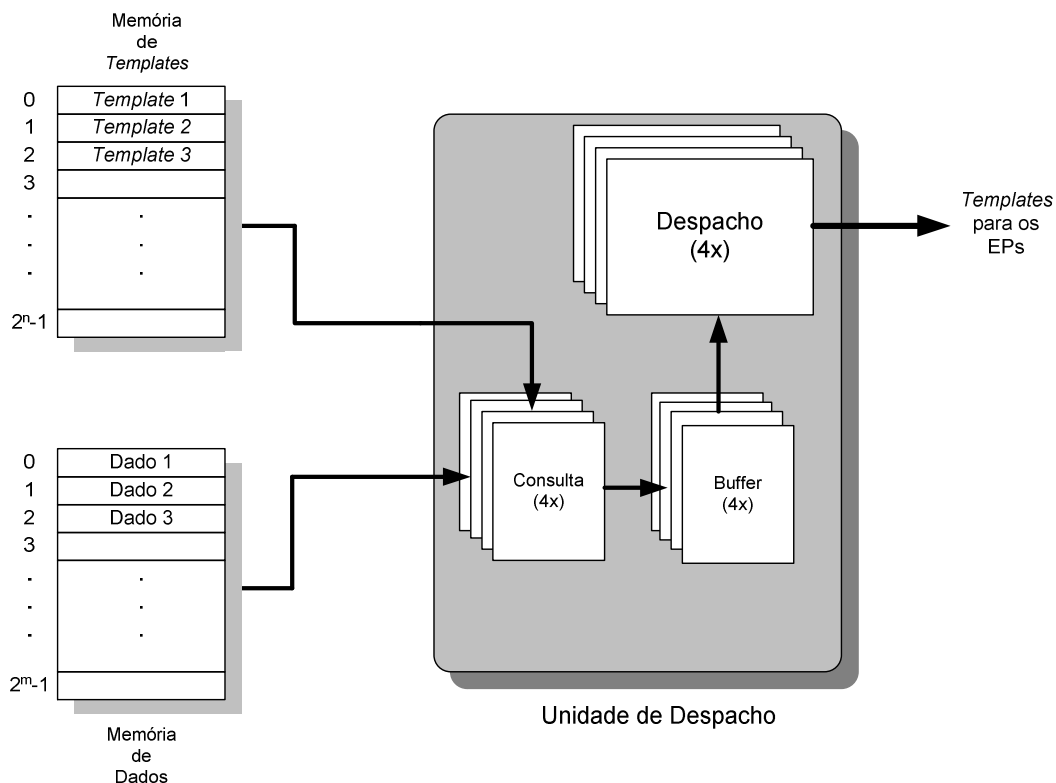 Memória
de
Templates
0 Template 1
1 Template 2
2 Template 3
3
. .
. .
. .
2ⁿ-1
Despacho
(4x)
Templates
para os
EPs
0 Dado 1
1 Dado 2
2 Dado 3
3
. .
. .
. .
2ᵐ-1
Consulta
(4x)
Buffer
(4x)
Unidade de Despacho
Memória
de
Dados